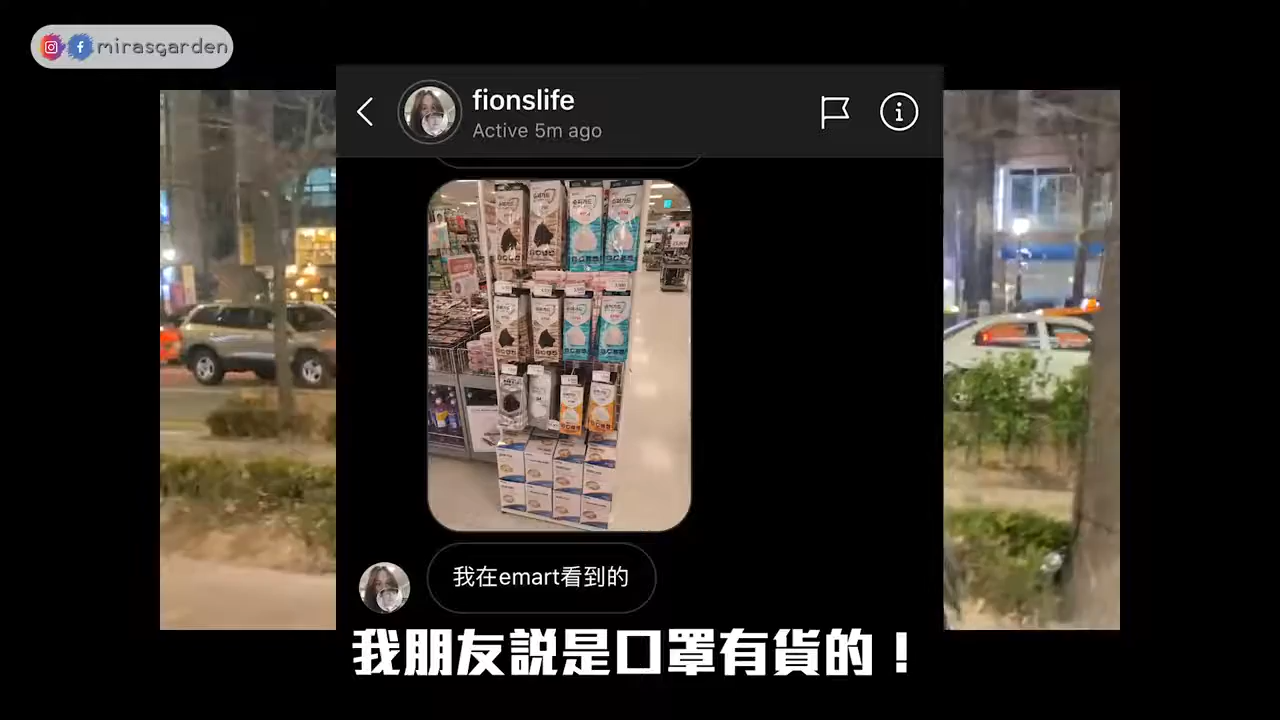 mirasgarden
fionslife
Active 5m ago
我在emart看到的
我朋友説是口罩有貨的！